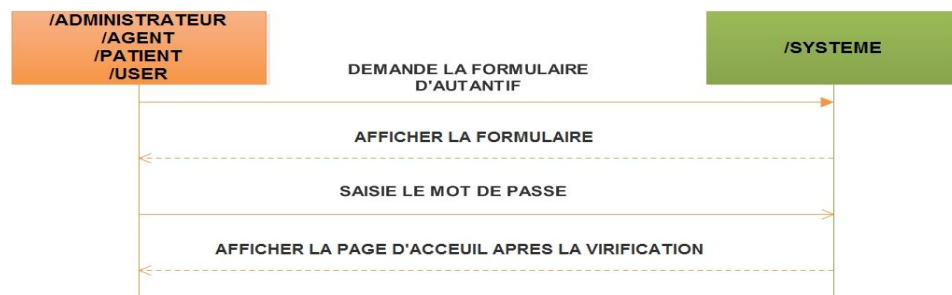 /ADMINISTRATEUR
/AGENT
/PATIENT
/USER
/SYSTEME
DEMANDE LA FORMULAIRE
D'AUTANTIF
AFFICHER LA FORMULAIRE
SAISIE LE MOT DE PASSE
AFFICHER LA PAGE D'ACCEUIL APRES LA VIRIFICATION